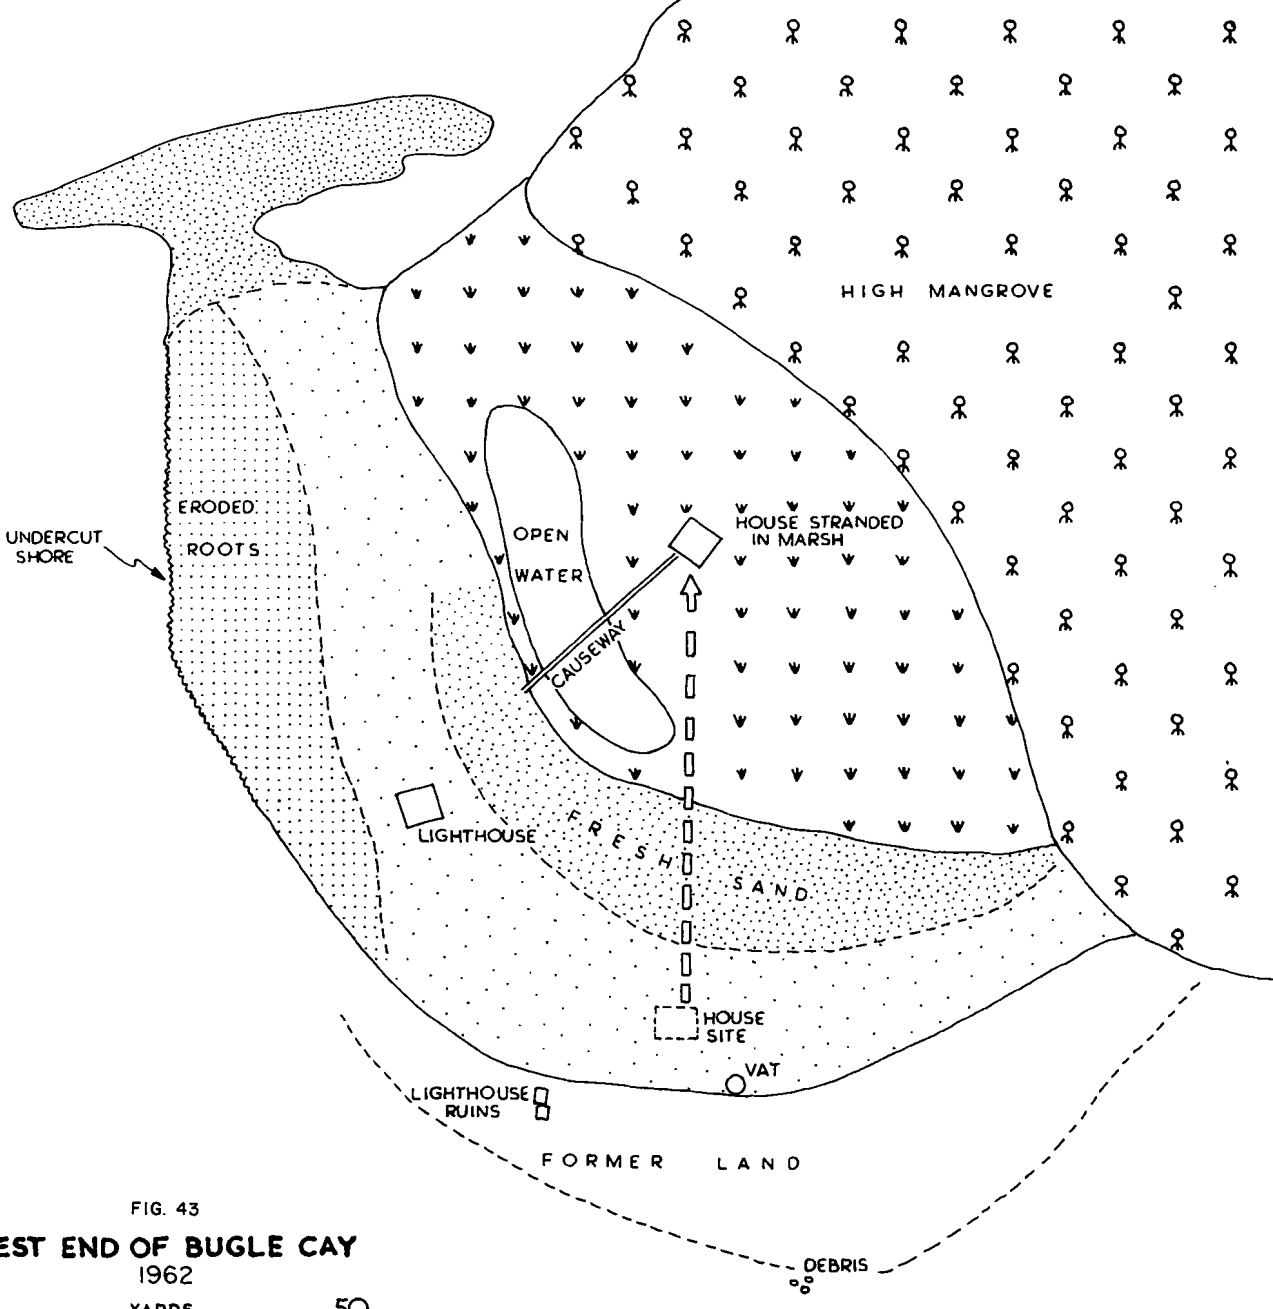 HIGH MANGROVE
ERODED
ROOTS
UNDERCUT
SHORE
OPEN
WATER
HOUSE STRANDED
IN MARSH
CAUSEWAY
LIGHTHOUSE
FRESH SAND
HOUSE
SITE
VAT
LIGHTHOUSE
RUINS
FORMER LAND
DEBRIS
FIG. 43
EST END OF BUGLE CAY
1962
YARDS 50